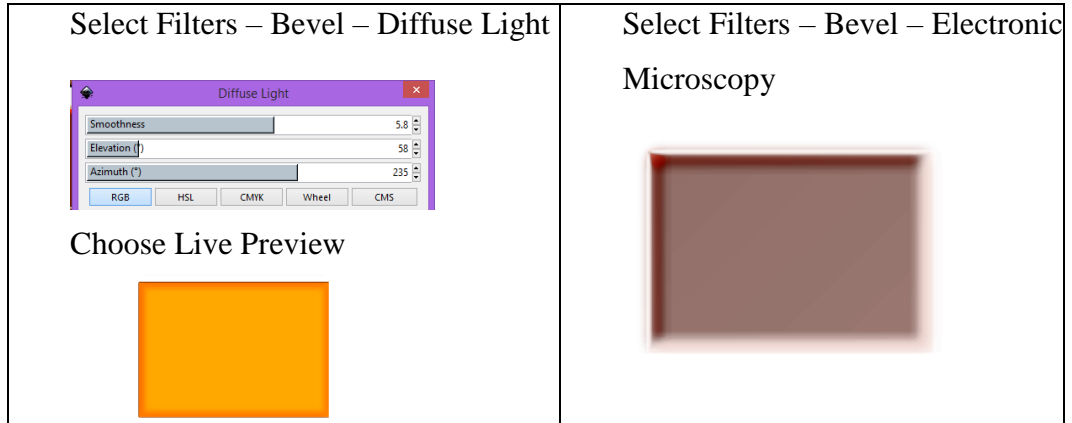 Select Filters – Bevel – Diffuse Light
Diffuse Light
Smoothness 5.8
Elevation (°) 58
Azimuth (°) 235
RGB HSL CMYK Wheel CMS
Choose Live Preview
Select Filters – Bevel – Electronic
Microscopy